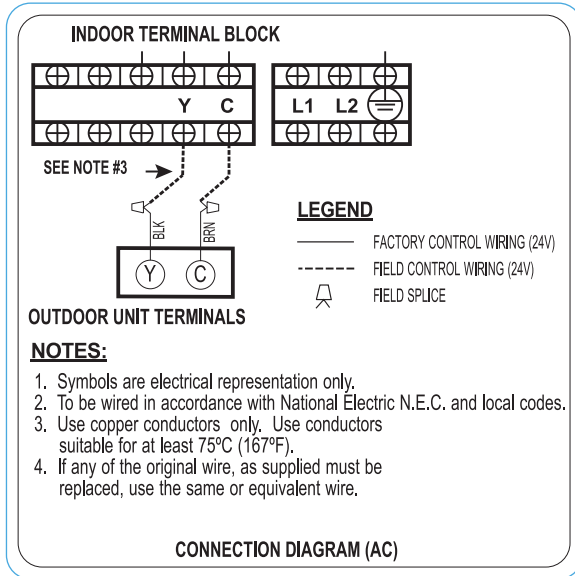 INDOOR TERMINAL BLOCK
Y C L1 L2
SEE NOTE #3
BLK BRN
Y C
OUTDOOR UNIT TERMINALS
LEGEND
FACTORY CONTROL WIRING (24V)
FIELD CONTROL WIRING (24V)
FIELD SPLICE
NOTES:
1. Symbols are electrical representation only.
2. To be wired in accordance with National Electric N.E.C. and local codes.
3. Use copper conductors only. Use conductors
suitable for at least 75ºC (167ºF).
4. If any of the original wire, as supplied must be
replaced, use the same or equivalent wire.
CONNECTION DIAGRAM (AC)